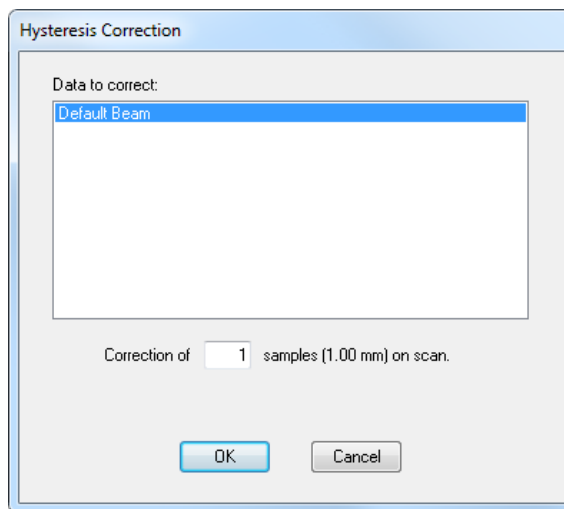 Hysteresis Correction
Data to correct:
Default Beam
Correction of 1 samples (1.00 mm) on scan.
OK Cancel